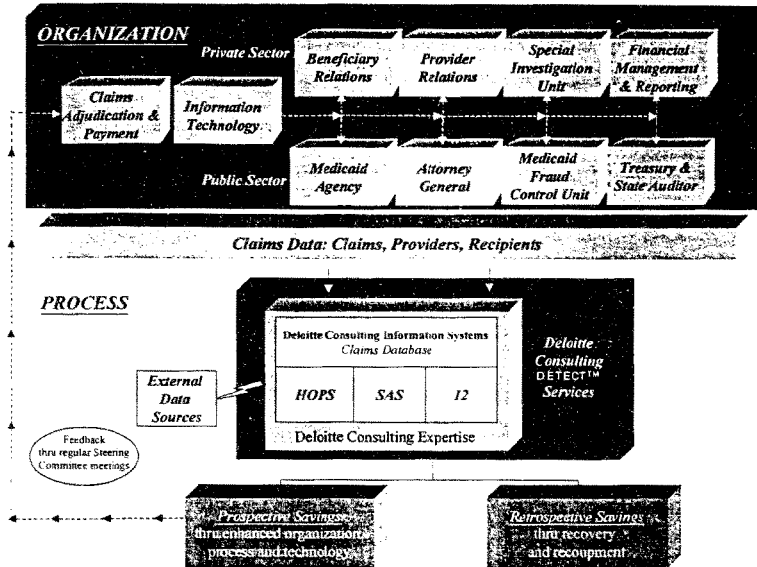 ORGANIZATION
Private Sector
Beneficiary
Relations
Provider
Relations
Special
Investigation
Unit
Financial
Management
& Reporting
Claims
Adjudication &
Payment
Information
Technology
Public Sector
Medicaid
Agency
Attorney
General
Medicaid
Fraud
Control Unit
Treasury &
State Auditor
Claims Data: Claims, Providers, Recipients
PROCESS
Deloitte Consulting Information Systems
Claims Database
HOPS
SAS
I2
Deloitte Consulting Expertise
Deloitte
Consulting
DETECT™
Services
External
Data
Sources
Feedback
thru regular Steering
Committee meetings
Prospective Savings
thru enhanced organization,
process and technology
Retrospective Savings
thru recovery
and recoupment